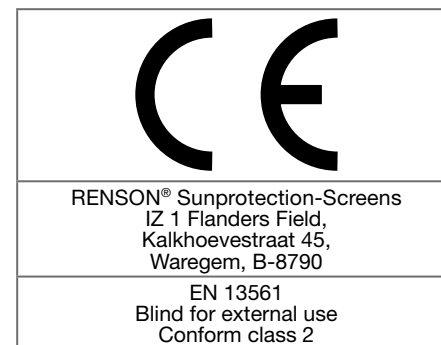 CE
RENSON® Sunprotection-Screens
IZ 1 Flanders Field,
Kalkhoevestraat 45,
Waregem, B-8790
EN 13561
Blind for external use
Conform class 2